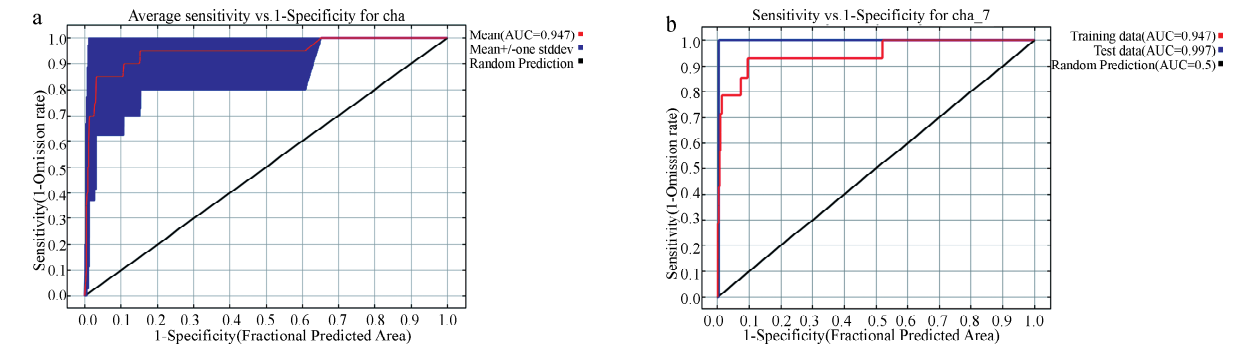 a
Average sensitivity vs.1-Specificity for cha
Mean(AUC=0.947)
Mean+/-one stddev
Random Prediction
Sensitivity(1-Omission rate)
1.0
0.9
0.8
0.7
0.6
0.5
0.4
0.3
0.2
0.1
0.0
0.0 0.1 0.2 0.3 0.4 0.5 0.6 0.7 0.8 0.9 1.0
1-Specificity(Fractional Predicted Area)
b
Sensitivity vs.1-Specificity for cha_7
Training data(AUC=0.947)
Test data(AUC=0.997)
Random Prediction(AUC=0.5)
Sensitivity(1-Omission rate)
1.0
0.9
0.8
0.7
0.6
0.5
0 4
0.3
0.2
0.1
0.0
0.0 0.1 0.2 0.3 0.4 0.5 0.6 0.7 0.8 0.9 1.0
1-Specificity(Fractional Predicted Area)